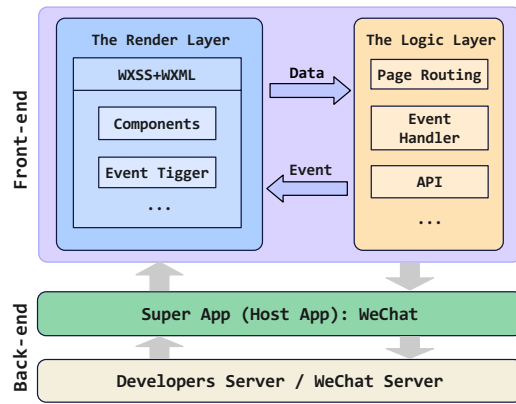 Front-end
The Render Layer
WXSS+WXML
Components
Event Tigger
...
Data
Event
The Logic Layer
Page Routing
Event
Handler
API
...
Back-end
Super App (Host App): WeChat
Developers Server / WeChat Server